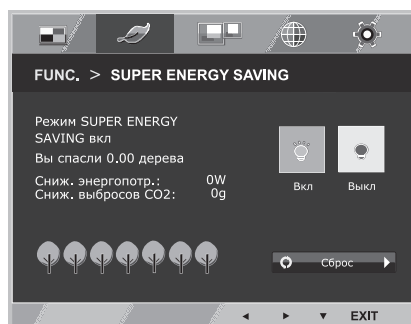 FUNC. > SUPER ENERGY SAVING
Режим SUPER ENERGY
SAVING вкл
Вы спасли 0.00 дерева
Сниж. энергопотр.: 0W
Сниж. выбросов CO2: 0g
Вкл Выкл
Сброс
EXIT